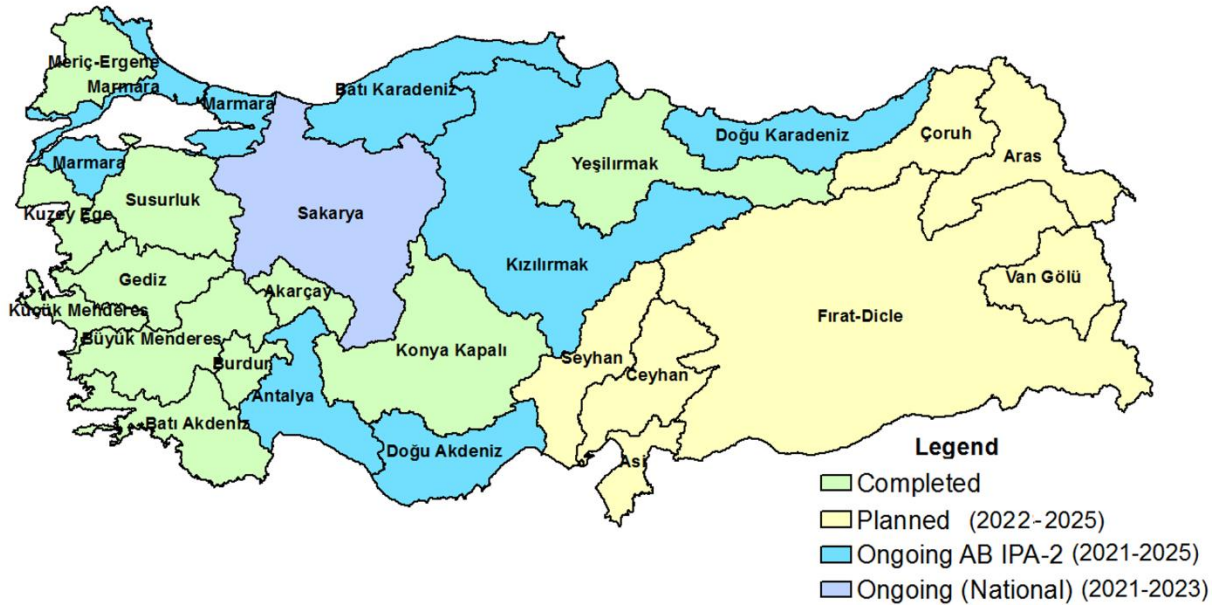 Meriç-Ergene
Marmara
Marmara
Batı Karadeniz
Doğu Karadeniz
Çoruh
Aras
Marmara
Yeşilırmak
Susurluk
Kuzey Ege
Sakarya
Kızılırmak
Van Gölü
Gediz
Akarçay
Küçük Menderes
Fırat-Dicle
Büyük Menderes
Konya Kapalı
Seyhan
Burdur
Ceyhan
Antalya
Batı Akdeniz
Doğu Akdeniz
Asi
Legend
Completed
Planned (2022-2025)
Ongoing AB IPA-2 (2021-2025)
Ongoing (National) (2021-2023)